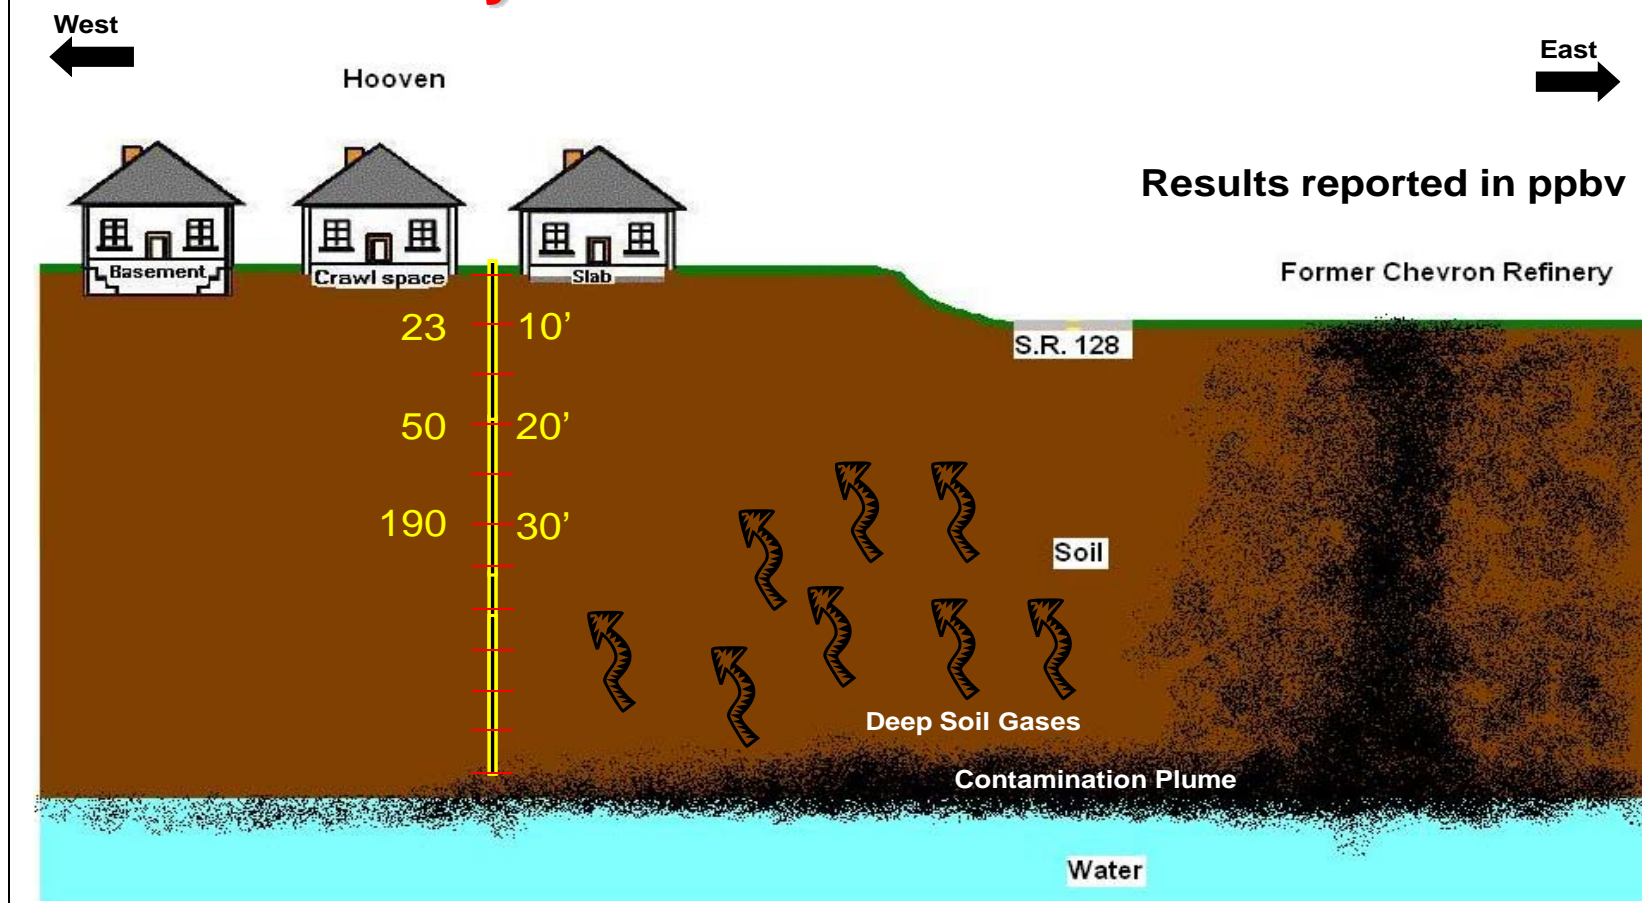 West
East
Hooven
Results reported in ppbv
Former Chevron Refinery
Basement
Crawl space
Slab
23 10’
S.R. 128
50 20’
190 30’
Soil
Deep Soil Gases
Contamination Plume
Water